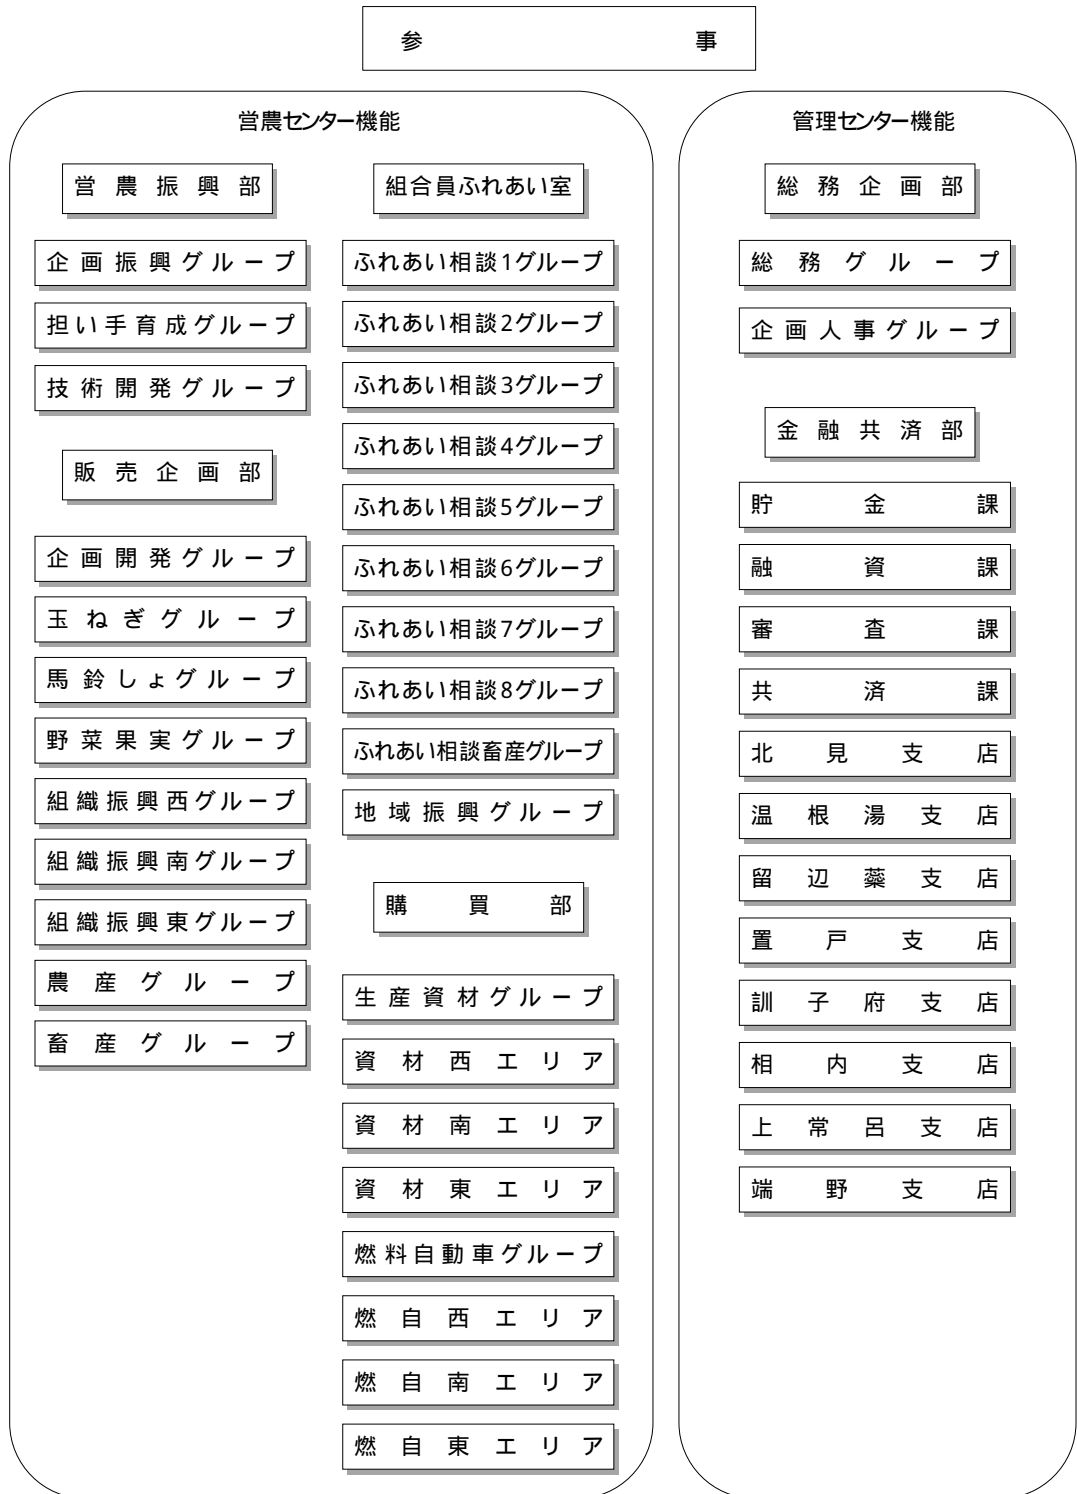 参事
営農センター機能
営農振興部
企画振興グループ
担い手育成グループ
技術開発グループ
販売企画部
企画開発グループ
玉ねぎグループ
馬鈴しょグループ
野菜果実グループ
組織振興西グループ
組織振興南グループ
組織振興東グループ
農産グループ
畜産グループ
組合員ふれあい室
ふれあい相談1グループ
ふれあい相談2グループ
ふれあい相談3グループ
ふれあい相談4グループ
ふれあい相談5グループ
ふれあい相談6グループ
ふれあい相談7グループ
ふれあい相談8グループ
ふれあい相談畜産グループ
地域振興グループ
購買部
生産資材グループ
資材西エリア
資材南エリア
資材東エリア
燃料自動車グループ
燃自西エリア
燃自南エリア
燃自東エリア
管理センター機能
総務企画部
総務グループ
企画人事グループ
金融共済部
貯金課
融資課
審査課
共済課
北見支店
温根湯支店
留辺蘂支店
置戸支店
訓子府支店
相内支店
上常呂支店
端野支店